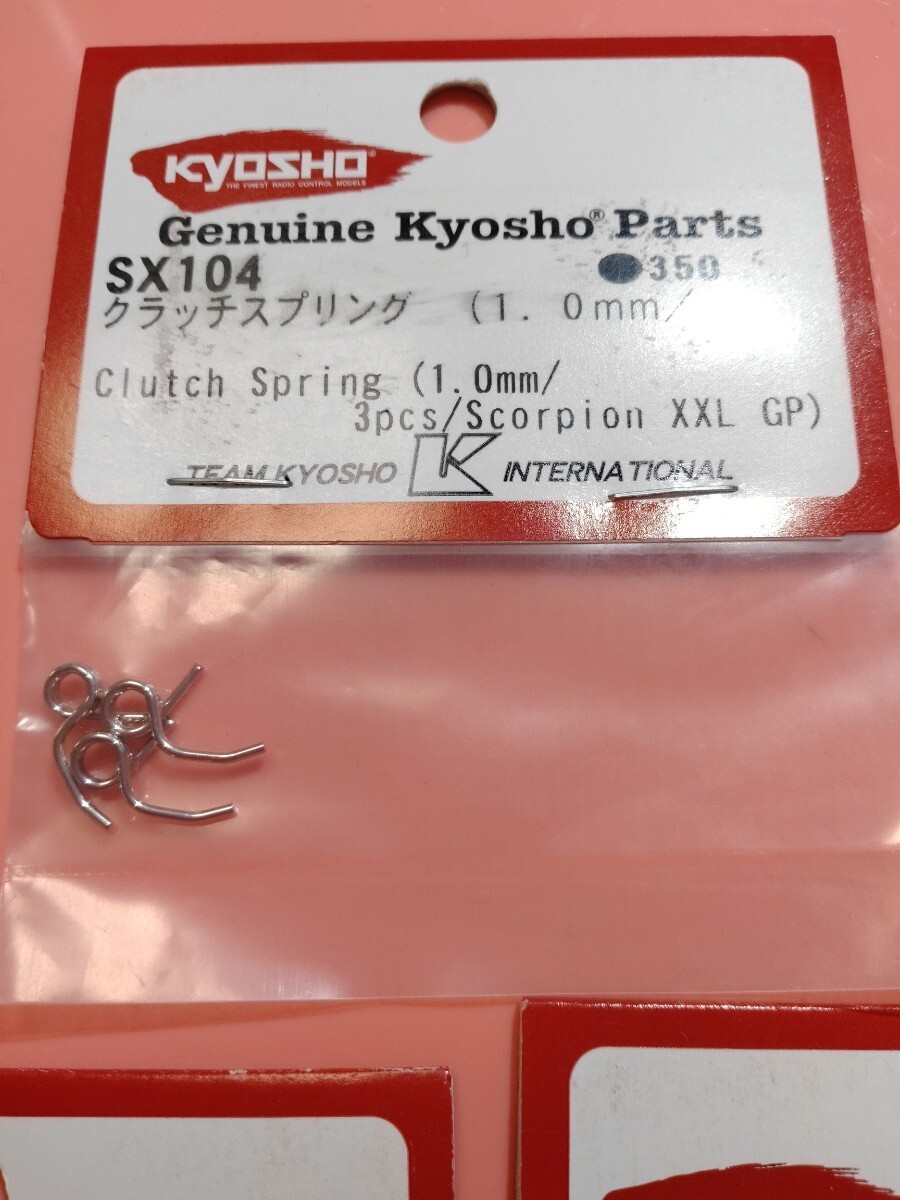 KYOSHO®
THE FINEST RADIO CONTROL MODELS
Genuine Kyosho® Parts
SX104 ●350
クラッチスプリング (1.0mm/
Clutch Spring (1.0mm/
3pcs/Scorpion XXL GP)
TEAM KYOSHO K INTERNATIONAL